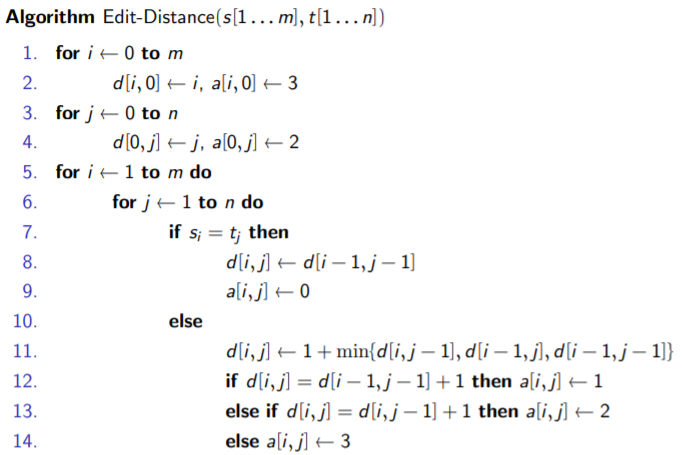 Algorithm Edit-Distance(s[1...m], t[1...n])
1. for i ← 0 to m
2. d[i, 0] ← i, a[i, 0] ← 3
3. for j ← 0 to n
4. d[0, j] ← j, a[0, j] ← 2
5. for i ← 1 to m do
6. for j ← 1 to n do
7. if sᵢ = tⱼ then
8. d[i, j] ← d[i − 1, j − 1]
9. a[i, j] ← 0
10. else
11. d[i, j] ← 1 + min{d[i, j − 1], d[i − 1, j], d[i − 1, j − 1]}
12. if d[i, j] = d[i − 1, j − 1] + 1 then a[i, j] ← 1
13. else if d[i, j] = d[i, j − 1] + 1 then a[i, j] ← 2
14. else a[i, j] ← 3